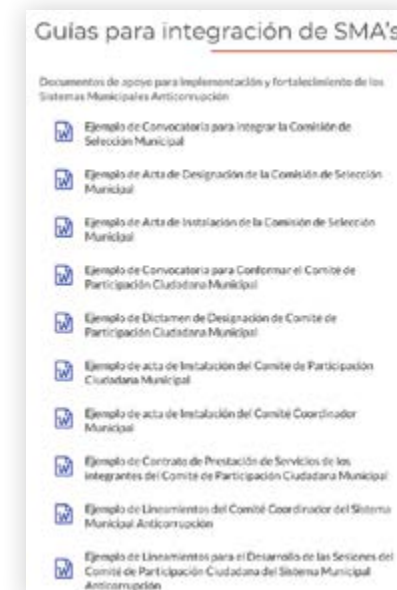 Guías para integración de SMA's
Documentos de apoyo para implementación y fortalecimiento de los
Sistemas Municipales Anticorrupción
Ejemplo de Convocatoria para integrar la Comisión de
Selección Municipal
Ejemplo de Acta de Designación de la Comisión de Selección
Municipal
Ejemplo de Acta de Instalación de la Comisión de Selección
Municipal
Ejemplo de Convocatoria para Conformar el Comité de
Participación Ciudadana Municipal
Ejemplo de Dictamen de Designación de Comité de
Participación Ciudadana Municipal
Ejemplo de acta de Instalación del Comité de Participación
Ciudadana Municipal
Ejemplo de acta de Instalación del Comité Coordinador
Municipal
Ejemplo de Contrato de Prestación de Servicios de los
integrantes del Comité de Participación Ciudadana Municipal
Ejemplo de Lineamientos del Comité Coordinador del Sistema
Municipal Anticorrupción
Ejemplo de Lineamientos para el Desarrollo de las Sesiones del
Comité de Participación Ciudadana del Sistema Municipal
Anticorrupción